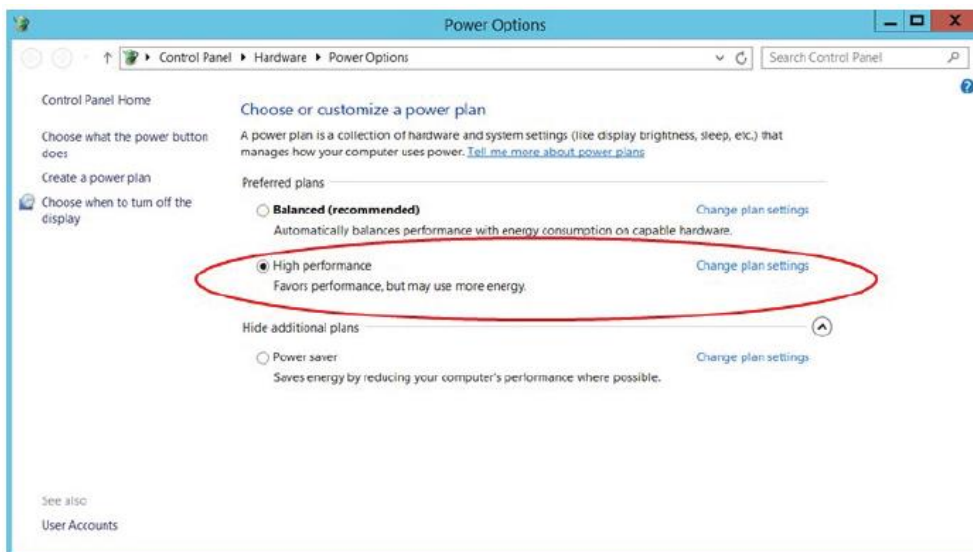 Power Options
Control Panel ▸ Hardware ▸ Power Options
Search Control Panel
Control Panel Home
Choose what the power button
does
Create a power plan
Choose when to turn off the
display
Choose or customize a power plan
A power plan is a collection of hardware and system settings (like display brightness, sleep, etc.) that
manages how your computer uses power. Tell me more about power plans
Preferred plans
Balanced (recommended) Change plan settings
Automatically balances performance with energy consumption on capable hardware.
High performance Change plan settings
Favors performance, but may use more energy.
Hide additional plans
Power saver Change plan settings
Saves energy by reducing your computer's performance where possible.
See also
User Accounts